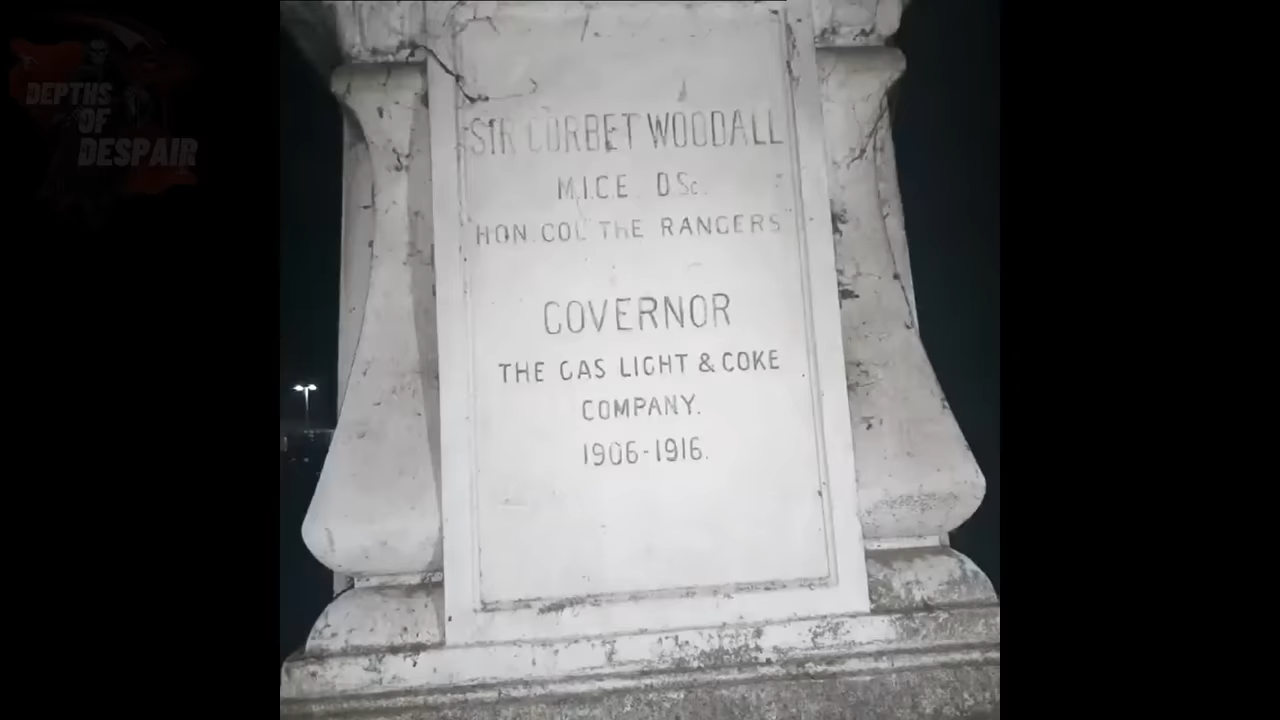 DEPTHS
OF
DESPAIR
SIR CORBET WOODALL
M.I.C.E. D.Sc.
HON. COL. THE RANGERS
GOVERNOR
THE GAS LIGHT & COKE
COMPANY.
1906-1916.